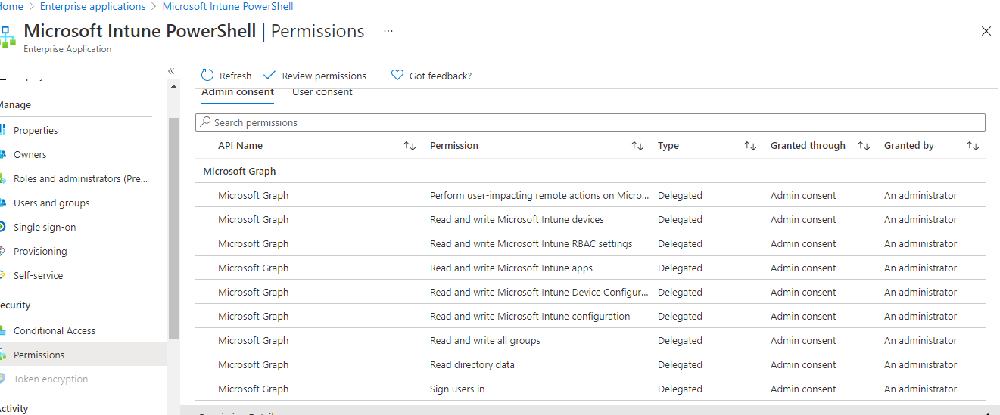 Home > Enterprise applications > Microsoft Intune PowerShell
Microsoft Intune PowerShell | Permissions ...
Enterprise Application
Refresh Review permissions Got feedback?
Admin consent User consent
Manage
Properties
Owners
Roles and administrators (Pre...
Users and groups
Single sign-on
Provisioning
Self-service
Security
Conditional Access
Permissions
Token encryption
Activity
Search permissions
API Name Permission Type Granted through Granted by
Microsoft Graph
Microsoft Graph Perform user-impacting remote actions on Micro... Delegated Admin consent An administrator
Microsoft Graph Read and write Microsoft Intune devices Delegated Admin consent An administrator
Microsoft Graph Read and write Microsoft Intune RBAC settings Delegated Admin consent An administrator
Microsoft Graph Read and write Microsoft Intune apps Delegated Admin consent An administrator
Microsoft Graph Read and write Microsoft Intune Device Configur... Delegated Admin consent An administrator
Microsoft Graph Read and write Microsoft Intune configuration Delegated Admin consent An administrator
Microsoft Graph Read and write all groups Delegated Admin consent An administrator
Microsoft Graph Read directory data Delegated Admin consent An administrator
Microsoft Graph Sign users in Delegated Admin consent An administrator